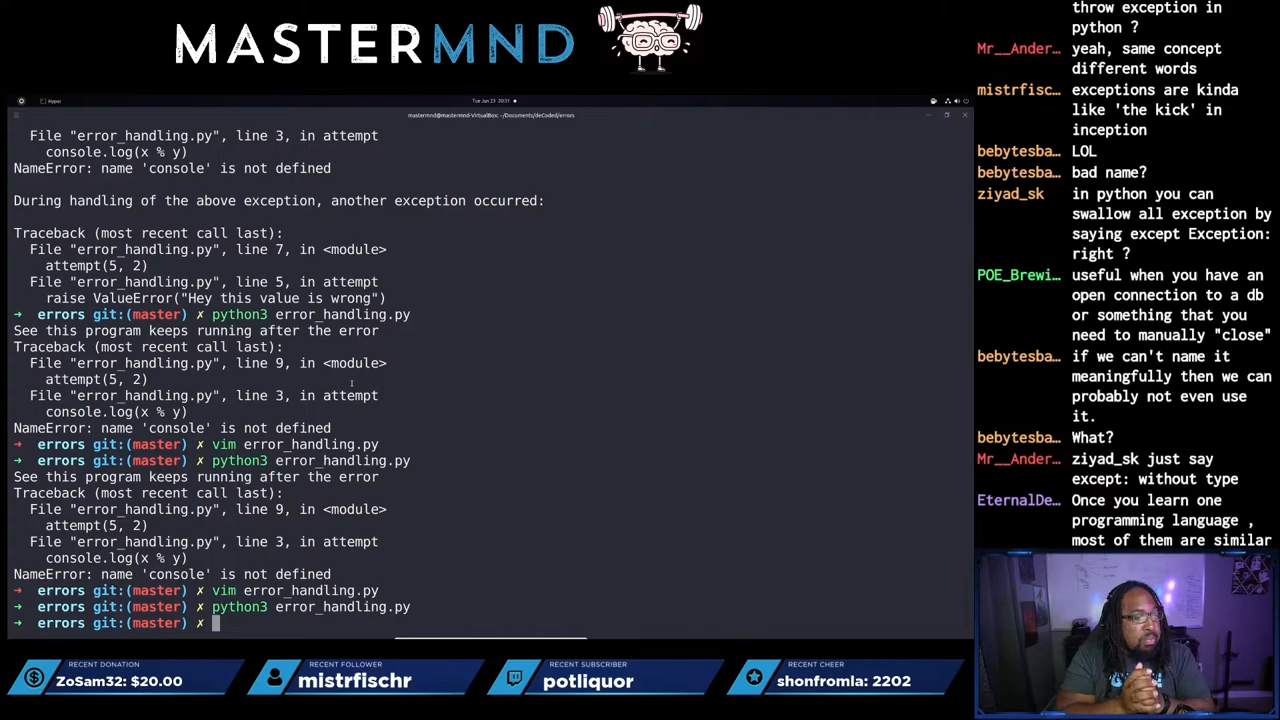 MASTERMND
Hyper
Tue Jun 23 20:31
mastermnd@mastermnd-VirtualBox: ~/Documents/deCoded/errors
File "error_handling.py", line 3, in attempt
console.log(x % y)
NameError: name 'console' is not defined
During handling of the above exception, another exception occurred:
Traceback (most recent call last):
File "error_handling.py", line 7, in <module>
attempt(5, 2)
File "error_handling.py", line 5, in attempt
raise ValueError("Hey this value is wrong")
➜ errors git:(master) ✗ python3 error_handling.py
See this program keeps running after the error
Traceback (most recent call last):
File "error_handling.py", line 9, in <module>
attempt(5, 2)
File "error_handling.py", line 3, in attempt
console.log(x % y)
NameError: name 'console' is not defined
➜ errors git:(master) ✗ vim error_handling.py
➜ errors git:(master) ✗ python3 error_handling.py
See this program keeps running after the error
Traceback (most recent call last):
File "error_handling.py", line 9, in <module>
attempt(5, 2)
File "error_handling.py", line 3, in attempt
console.log(x % y)
NameError: name 'console' is not defined
➜ errors git:(master) ✗ vim error_handling.py
➜ errors git:(master) ✗ python3 error_handling.py
➜ errors git:(master) ✗
throw exception in
python ?
Mr__Ander… yeah, same concept
different words
mistrfisc… exceptions are kinda
like 'the kick' in
inception
bebytesba… LOL
bebytesba… bad name?
ziyad_sk in python you can
swallow all exception by
saying except Exception:
right ?
POE_Brewi… useful when you have an
open connection to a db
or something that you
need to manually "close"
bebytesba… if we can't name it
meaningfully then we can
probably not even use
it.
bebytesba… What?
Mr__Ander… ziyad_sk just say
except: without type
EternalDe… Once you learn one
programming language ,
most of them are similar
RECENT DONATION
ZoSam32: $20.00
RECENT FOLLOWER
mistrfischr
RECENT SUBSCRIBER
potliquor
RECENT CHEER
shonfromla: 2202